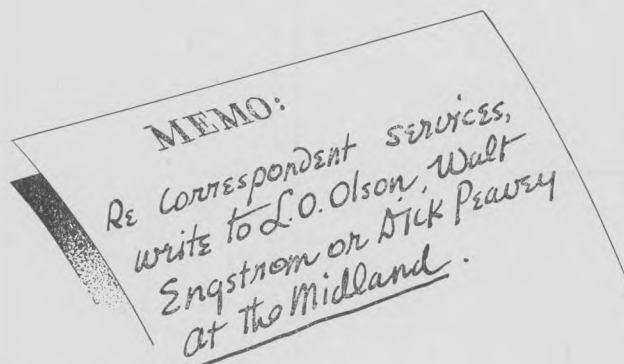 MEMO:
Re Correspondent services,
write to L.O. Olson, Walt
Engstrom or Dick Peavey
at the Midland.